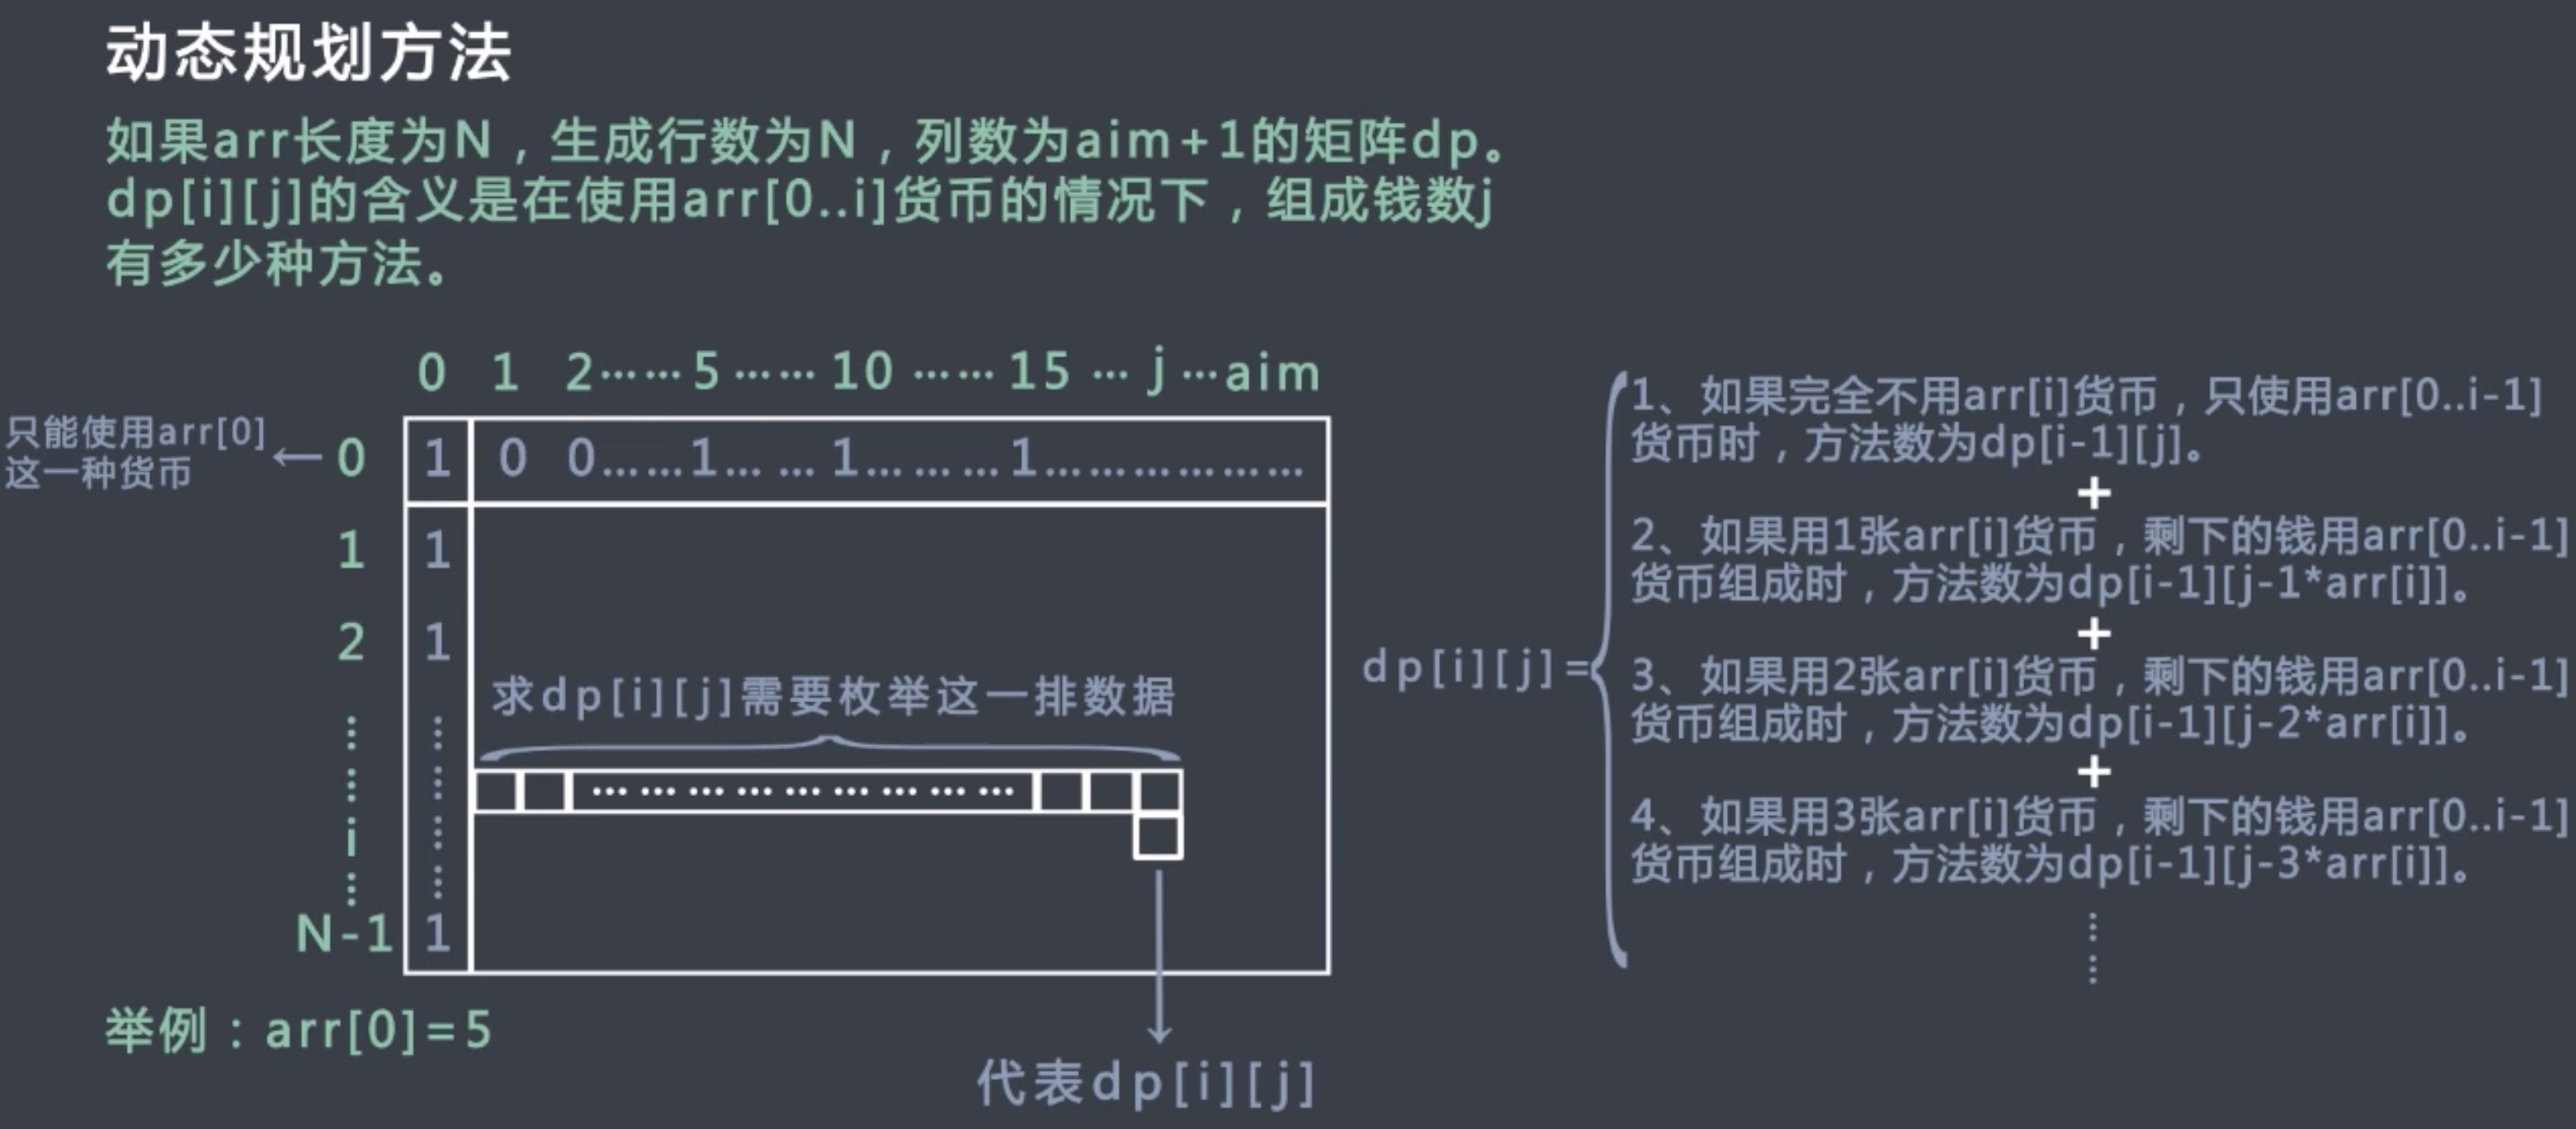 动态规划方法
如果arr长度为N，生成行数为N，列数为aim+1的矩阵dp。
dp[i][j]的含义是在使用arr[0..i]货币的情况下，组成钱数j
有多少种方法。
0 1 2⋯⋯5⋯⋯10⋯⋯15⋯j⋯aim
只能使用arr[0]
这一种货币
←0 1 0 0……1… …1… … …1………………
1 1
2 1
求dp[i][j]需要枚举这一排数据
⋯ ⋯ ⋯ ⋯ ⋯ ⋯ ⋯ ⋯ ⋯
i
N-1 1
举例：arr[0]=5
代表dp[i][j]
dp[i][j]=
1、如果完全不用arr[i]货币，只使用arr[0..i-1]
货币时，方法数为dp[i-1][j]。
+
2、如果用1张arr[i]货币，剩下的钱用arr[0..i-1]
货币组成时，方法数为dp[i-1][j-1*arr[i]]。
+
3、如果用2张arr[i]货币，剩下的钱用arr[0..i-1]
货币组成时，方法数为dp[i-1][j-2*arr[i]]。
+
4、如果用3张arr[i]货币，剩下的钱用arr[0..i-1]
货币组成时，方法数为dp[i-1][j-3*arr[i]]。
⋮
⋮